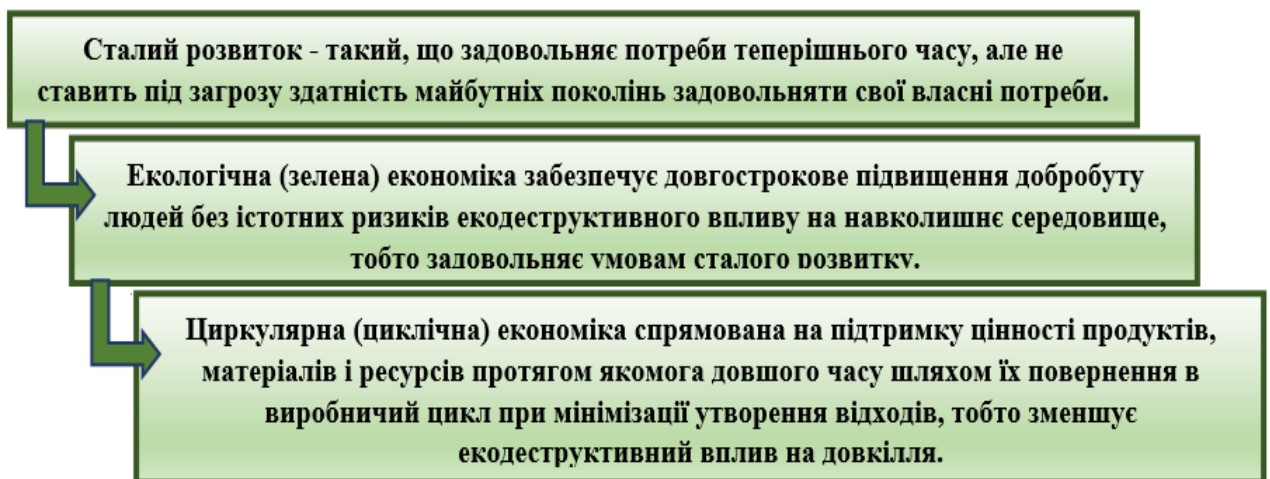 Сталий розвиток - такий, що задовольняє потреби теперішнього часу, але не
ставить під загрозу здатність майбутніх поколінь задовольняти свої власні потреби.
Екологічна (зелена) економіка забезпечує довгострокове підвищення добробуту
людей без істотних ризиків екодеструктивного впливу на навколишнє середовище,
тобто задовольняє умовам сталого розвитку.
Циркулярна (циклічна) економіка спрямована на підтримку цінності продуктів,
матеріалів і ресурсів протягом якомога довшого часу шляхом їх повернення в
виробничий цикл при мінімізації утворення відходів, тобто зменшує
екодеструктивний вплив на довкілля.